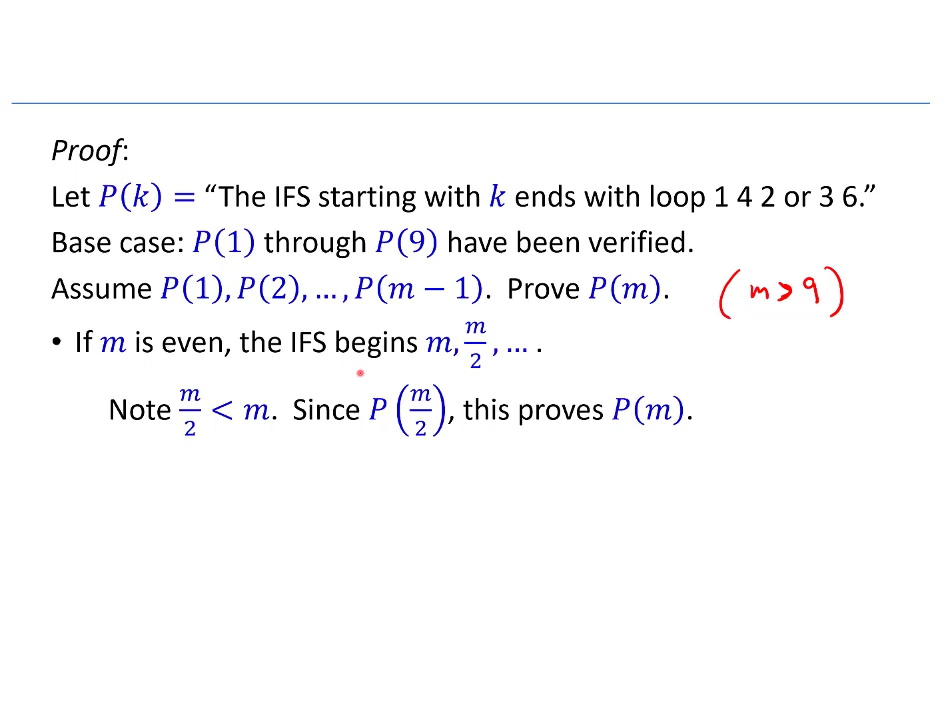 Proof:
Let P(k) = “The IFS starting with k ends with loop 1 4 2 or 3 6.”
Base case: P(1) through P(9) have been verified.
Assume P(1), P(2), … , P(m − 1). Prove P(m). (m > 9)
• If m is even, the IFS begins m, m/2 , … .
Note m/2 < m. Since P(m/2), this proves P(m).